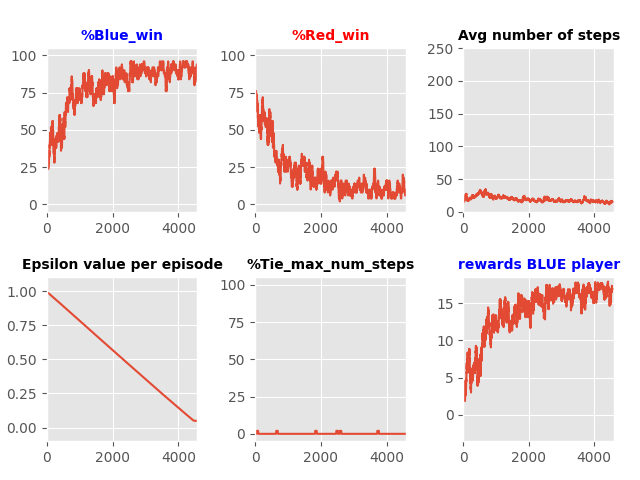 %Blue_win
%Red_win
Avg number of steps
100
75
50
25
0
0 2000 4000
100
75
50
25
0
0 2000 4000
250
200
150
100
50
0
0 2000 4000
Epsilon value per episode
%Tie_max_num_steps
rewards BLUE player
1.00
0.75
0.50
0.25
0.00
0 2000 4000
100
75
50
25
0
0 2000 4000
15
10
5
0
0 2000 4000